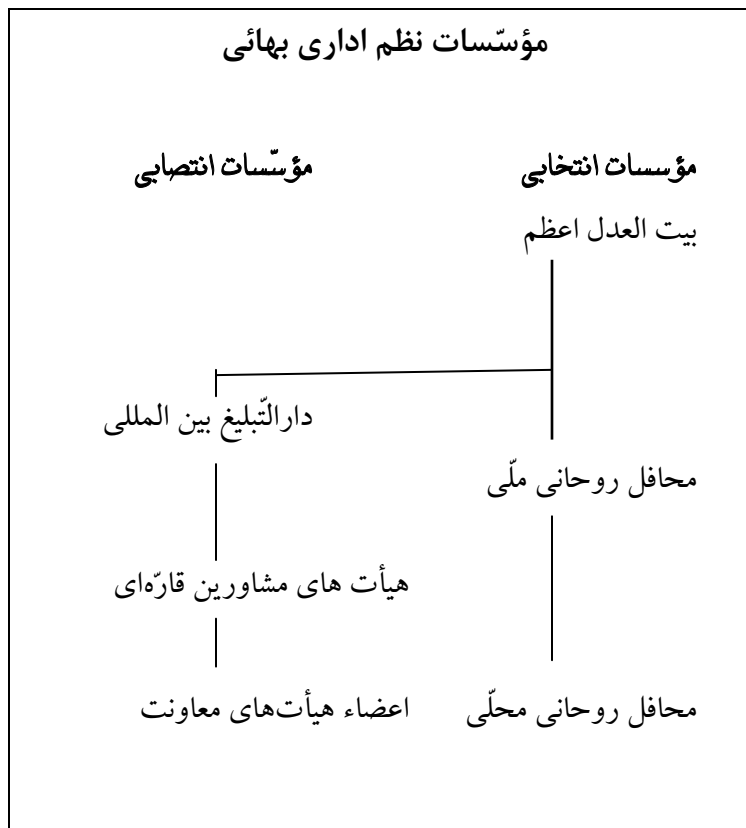 مؤسّسات نظم اداری بهائی
مؤسسات انتخابی
مؤسّسات انتصابی
بیت العدل اعظم
دارالتّبلیغ بین المللی
محافل روحانی ملّی
هیأت های مشاورین قارّه‌ای
محافل روحانی محلّی
اعضاء هیأت‌های معاونت